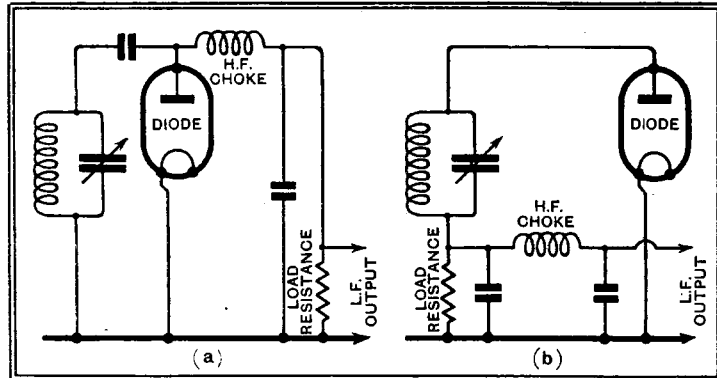 H.F.
CHOKE
DIODE
LOAD
RESISTANCE
L.F.
OUTPUT
(a)
DIODE
H.F.
CHOKE
LOAD
RESISTANCE
L.F.
OUTPUT
(b)